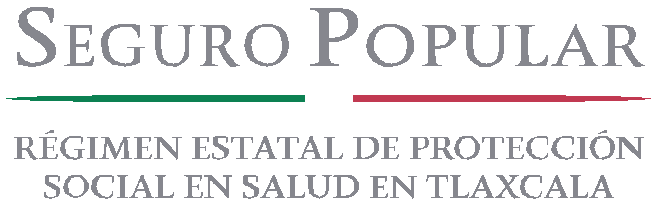 SEGURO POPULAR
RÉGIMEN ESTATAL DE PROTECCIÓN
SOCIAL EN SALUD EN TLAXCALA